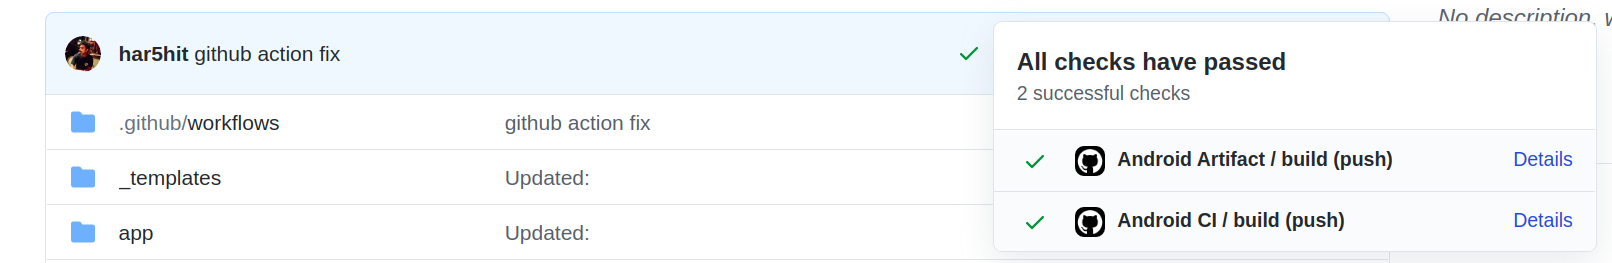 har5hit github action fix
.github/workflows github action fix
_templates Updated:
app Updated:
No description,
All checks have passed
2 successful checks
Android Artifact / build (push) Details
Android CI / build (push) Details